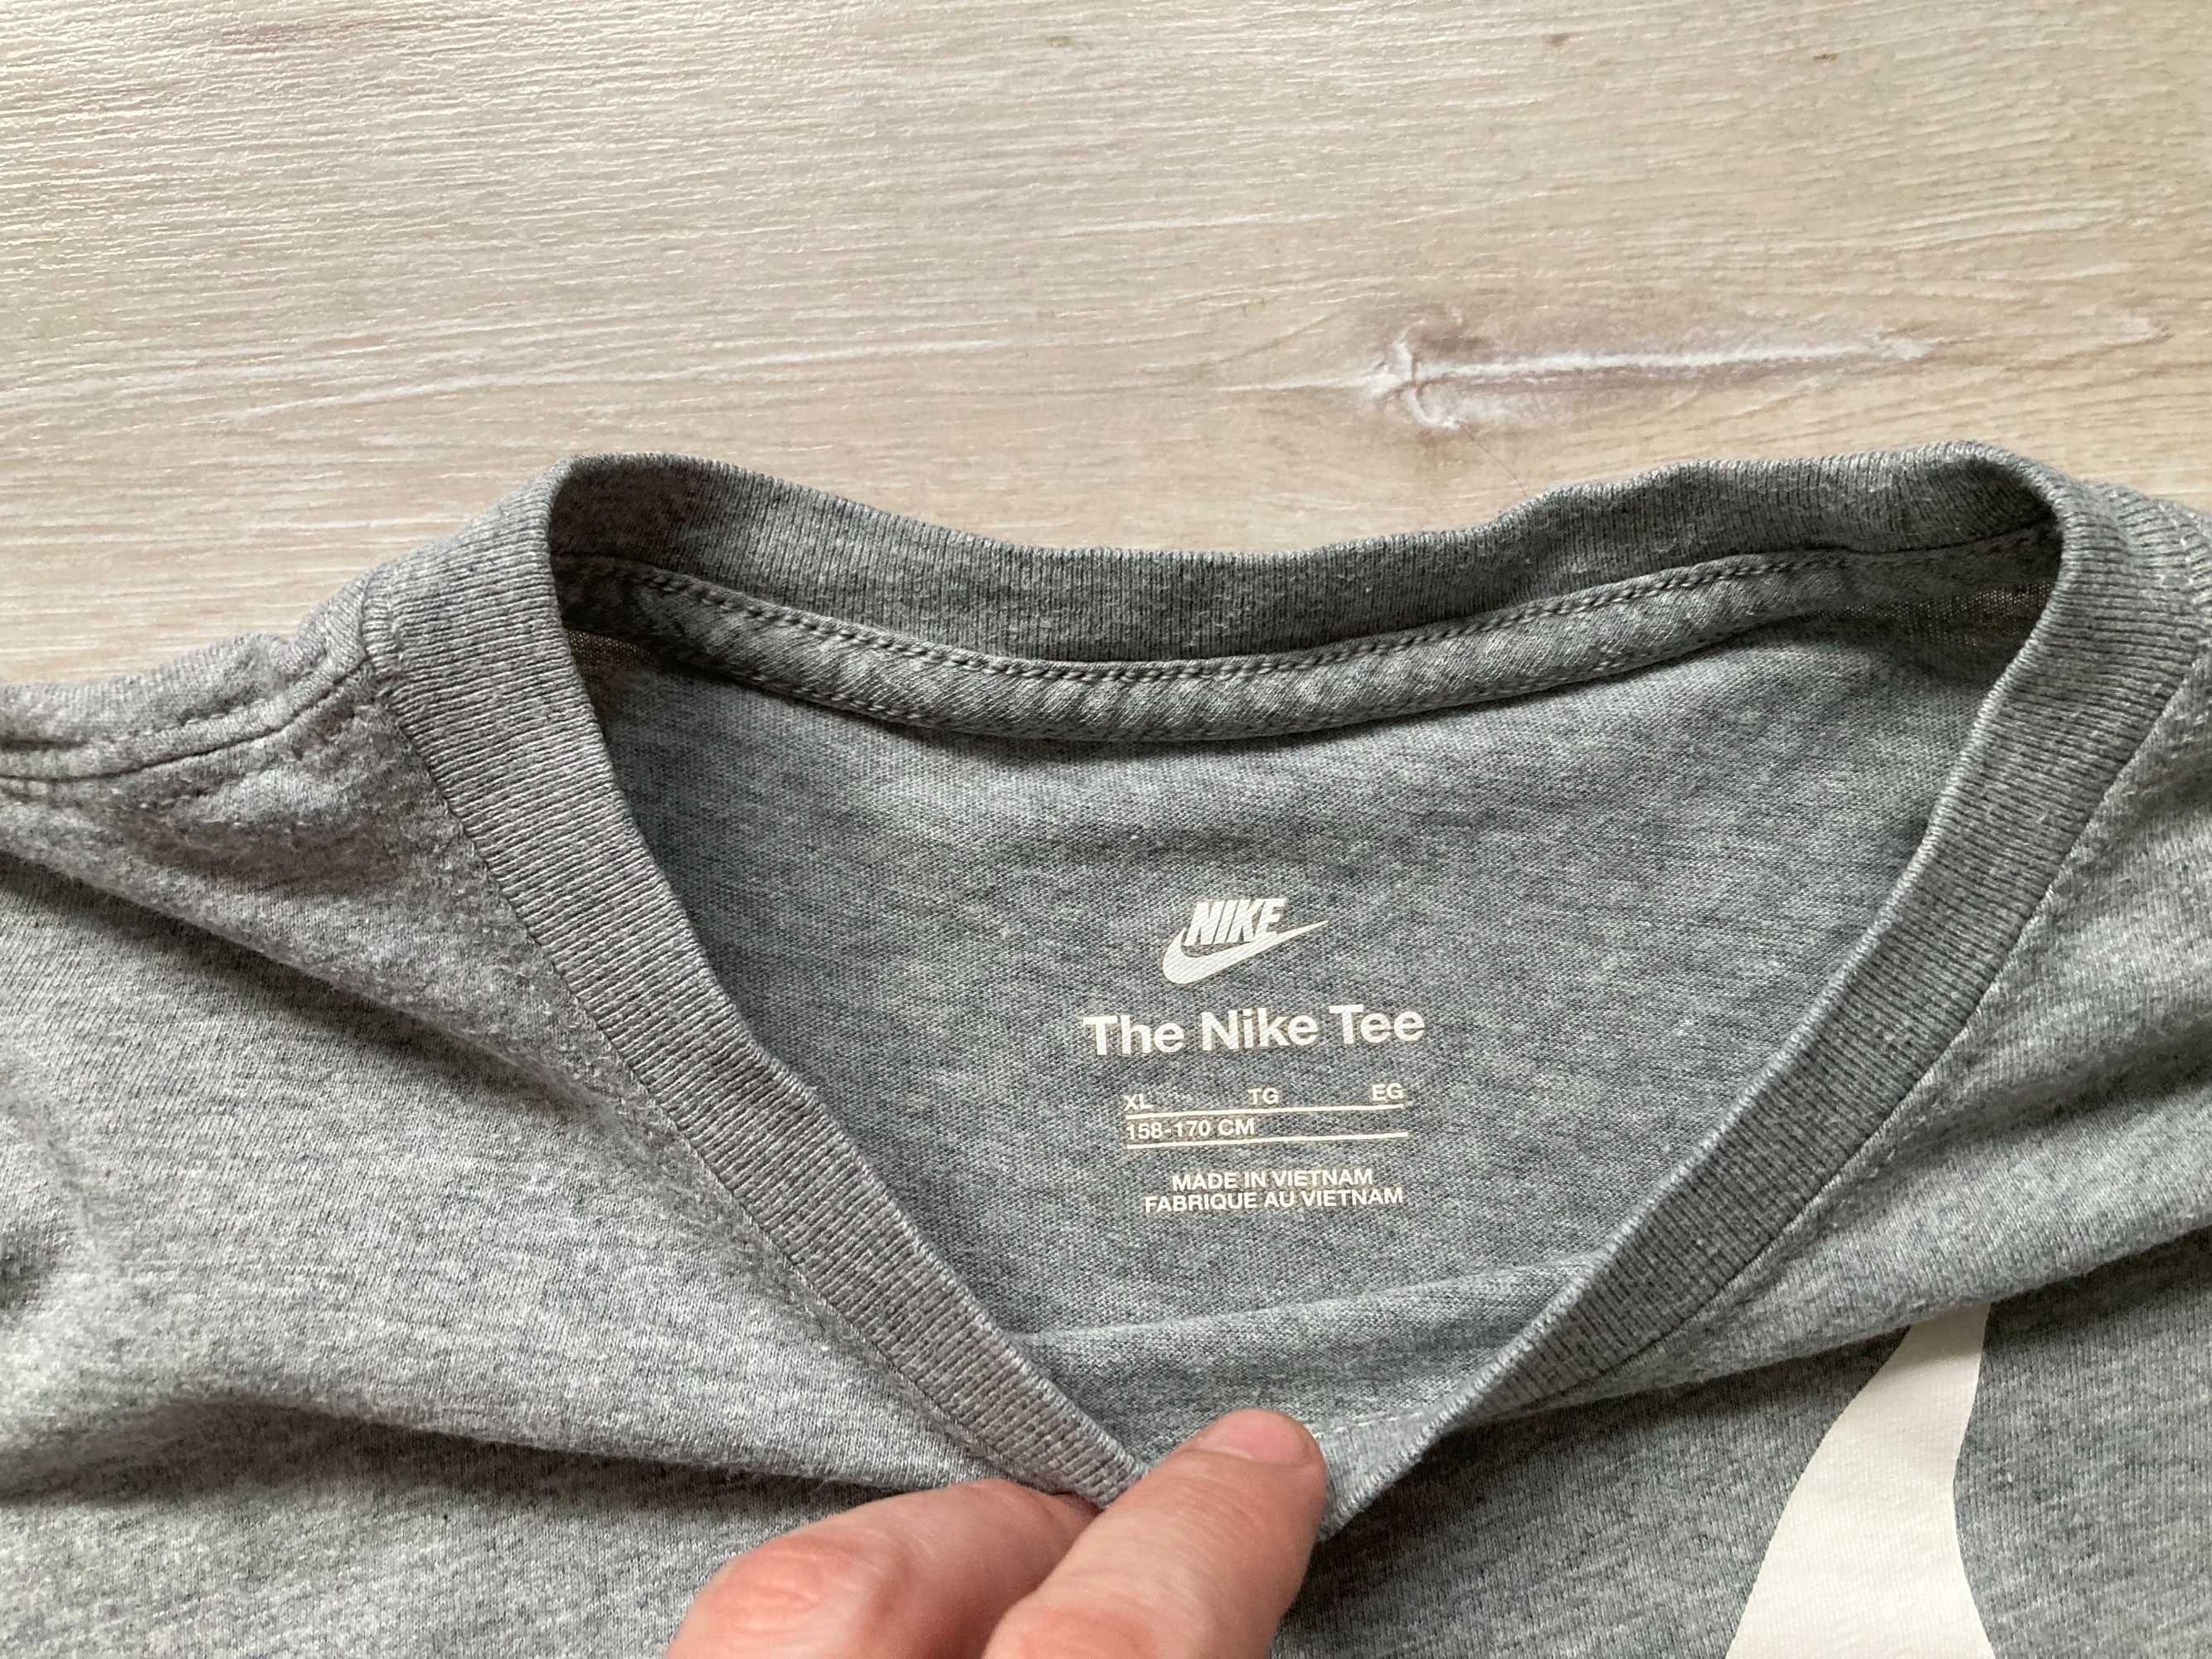 NIKE
The Nike Tee
XL TG EG
158-170 CM
MADE IN VIETNAM
FABRIQUE AU VIETNAM